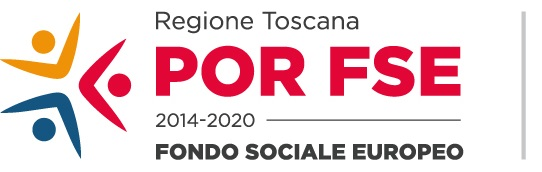 Regione Toscana
POR FSE
2014-2020
FONDO SOCIALE EUROPEO